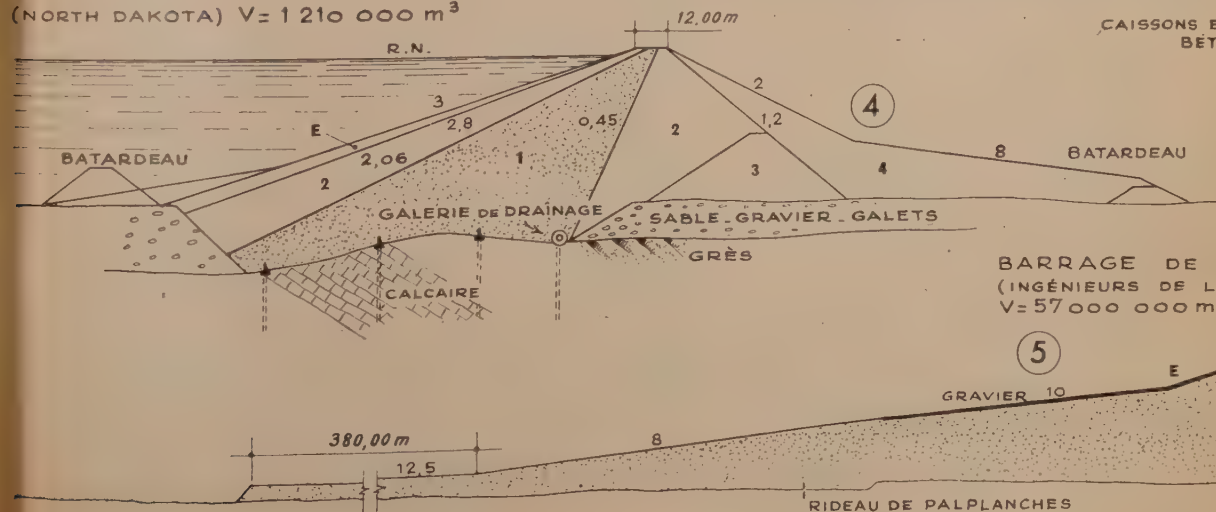 (NORTH DAKOTA) V= 1 210 000 m³
12,00m
CAISSONS
R.N.
3
E
2,8
2,06
2
BATARDEAU
1
0,45
2
2
1,2
3
4
4
8
BATARDEAU
GALERIE DE DRAINAGE
SABLE-GRAVIER-GALETS
GRÈS
CALCAIRE
BARRAGE DE
(INGÉNIEURS DE L
V= 57 000 000 m
5
E
GRAVIER 10
380,00m
8
12,5
RIDEAU DE PALPLANCHES